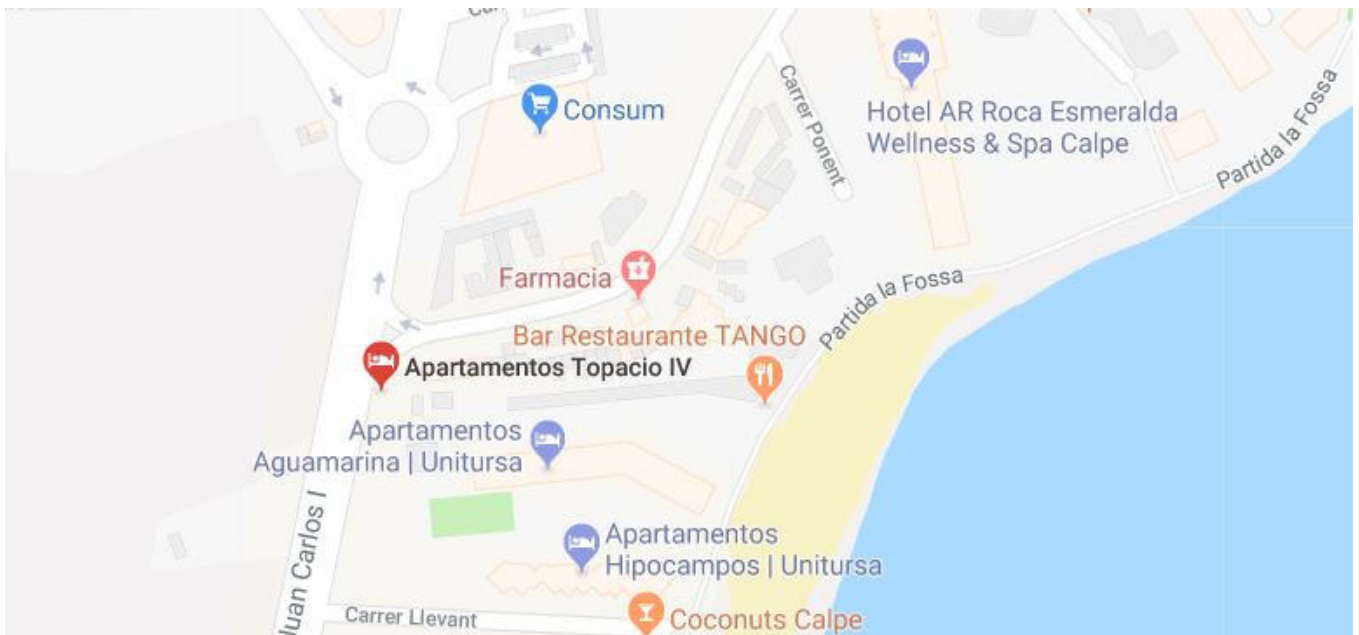 Consum
Carrer Ponent
Hotel AR Roca Esmeralda
Wellness & Spa Calpe
Partida la Fossa
Farmacia
Partida la Fossa
Bar Restaurante TANGO
Apartamentos Topacio IV
Apartamentos
Aguamarina | Unitursa
Juan Carlos I
Apartamentos
Hipocampos | Unitursa
Carrer Llevant
Coconuts Calpe